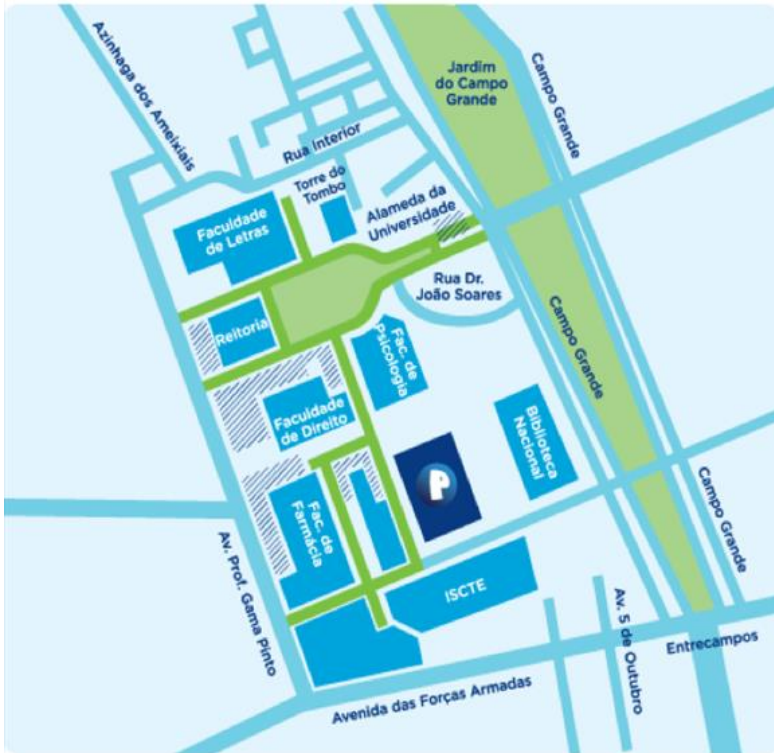 Azinhaga dos Ameixiais
Jardim
do Campo
Grande
Campo Grande
Rua Interior
Torre do
Tombo
Alameda da
Universidade
Faculdade
de Letras
Rua Dr.
João Soares
Reitoria
Fac. de
Psicologia
Campo Grande
Faculdade
de Direito
Biblioteca
Nacional
P
Fac. de
Farmácia
Campo Grande
Av. Prof. Gama Pinto
ISCTE
Av. 5 de
Outubro
Entrecampos
Avenida das Forças Armadas